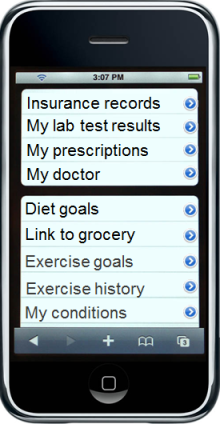 3:07 PM
Insurance records
My lab test results
My prescriptions
My doctor
Diet goals
Link to grocery
Exercise goals
Exercise history
My conditions
3